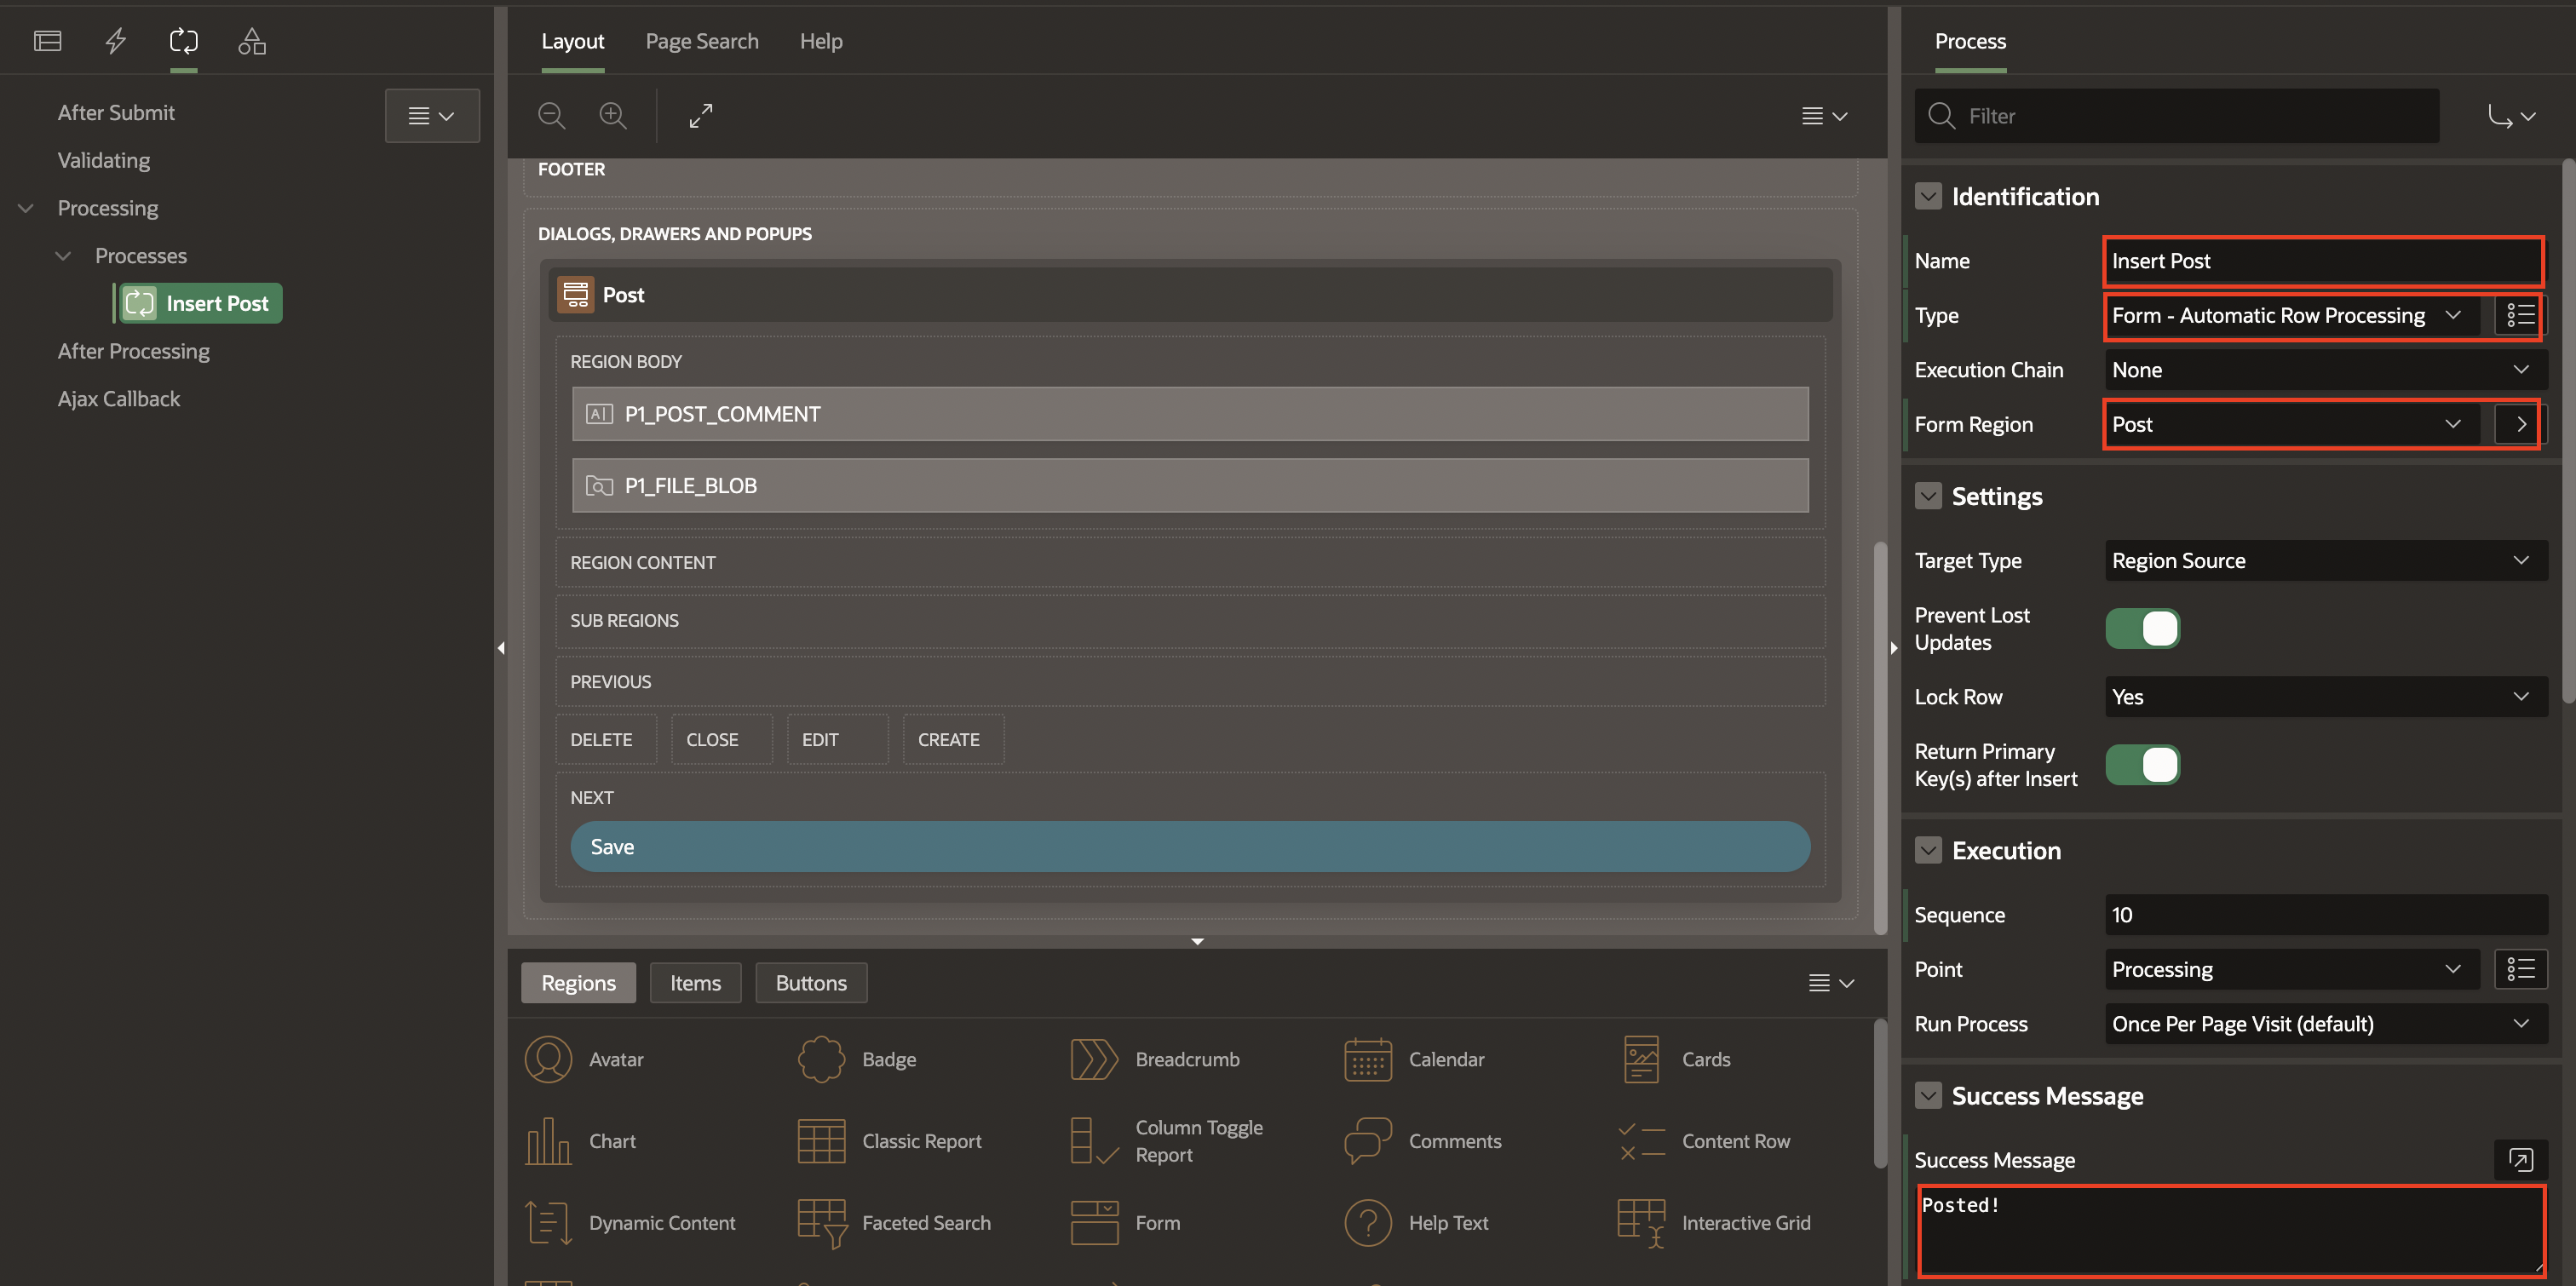 After Submit
Validating
Processing
Processes
Insert Post
After Processing
Ajax Callback
Layout
Page Search
Help
FOOTER
DIALOGS, DRAWERS AND POPUPS
Post
REGION BODY
P1_POST_COMMENT
P1_FILE_BLOB
REGION CONTENT
SUB REGIONS
PREVIOUS
DELETE
CLOSE
EDIT
CREATE
NEXT
Save
Regions
Items
Buttons
Avatar
Badge
Breadcrumb
Calendar
Cards
Chart
Classic Report
Column Toggle
Report
Comments
Content Row
Dynamic Content
Faceted Search
Form
Help Text
Interactive Grid
Process
Filter
Identification
Name
Insert Post
Type
Form - Automatic Row Processing
Execution Chain
None
Form Region
Post
Settings
Target Type
Region Source
Prevent Lost
Updates
Lock Row
Yes
Return Primary
Key(s) after Insert
Execution
Sequence
10
Point
Processing
Run Process
Once Per Page Visit (default)
Success Message
Success Message
Posted!